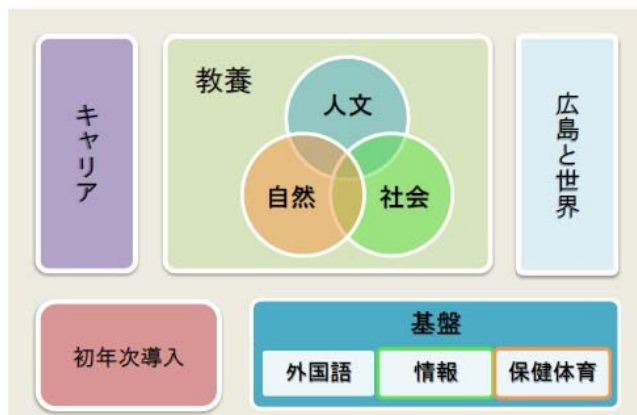 キャリア
教養
人文
自然
社会
広島と世界
初年次導入
基盤
外国語
情報
保健体育